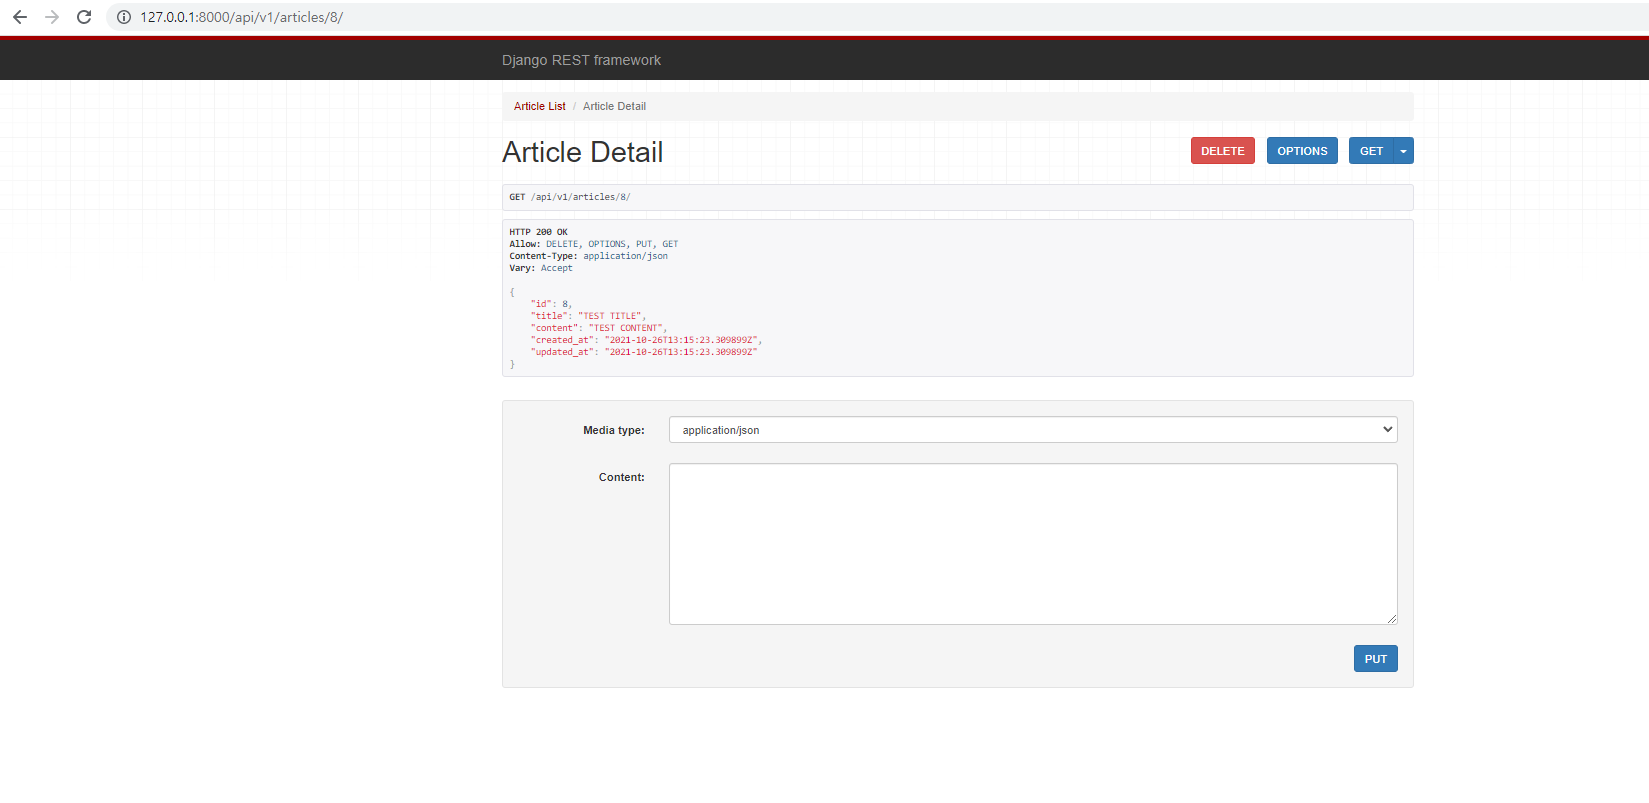 127.0.0.1:8000/api/v1/articles/8/
Django REST framework
Article List / Article Detail
Article Detail
DELETE OPTIONS GET
GET /api/v1/articles/8/
HTTP 200 OK
Allow: DELETE, OPTIONS, PUT, GET
Content-Type: application/json
Vary: Accept
{
    "id": 8,
    "title": "TEST TITLE",
    "content": "TEST CONTENT",
    "created_at": "2021-10-26T13:15:23.309899Z",
    "updated_at": "2021-10-26T13:15:23.309899Z"
}
Media type: application/json
Content:
PUT